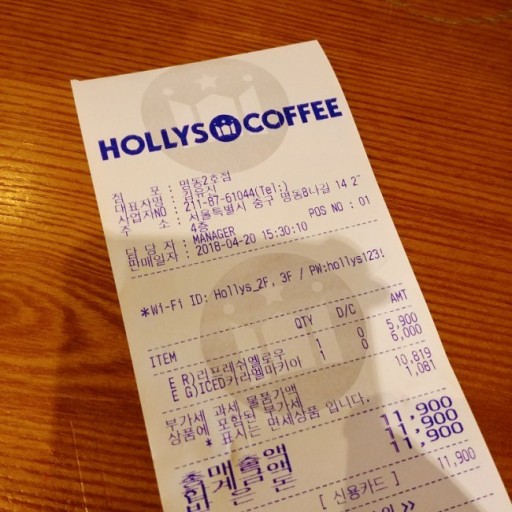 HOLLYS COFFEE
점 포 : 명동2호점
대표자명 : 김유시
사업자NO : 211-87-61044(Tel:)
주 소 : 서울특별시 중구 명동8나길 14 2~
4층
담 당 자 : MANAGER POS NO : 01
판매일자 : 2018-04-20 15:30:10
*Wi-Fi ID: Hollys_2F, 3F / PW:hollys123!
ITEM QTY D/C AMT
E R)리프레쉬옐로우 1 0 5,900
E G)ICED카라멜마키아 1 0 6,000
부가세 과세 물품가액 10,819
상품에 포함된 부가세 1,081
* 표시는 면세상품 입니다.
총 매 출 액 11,900
합 계 금 액 11,900
받 은 돈 11,900
[ 신용카드 ] 11,900